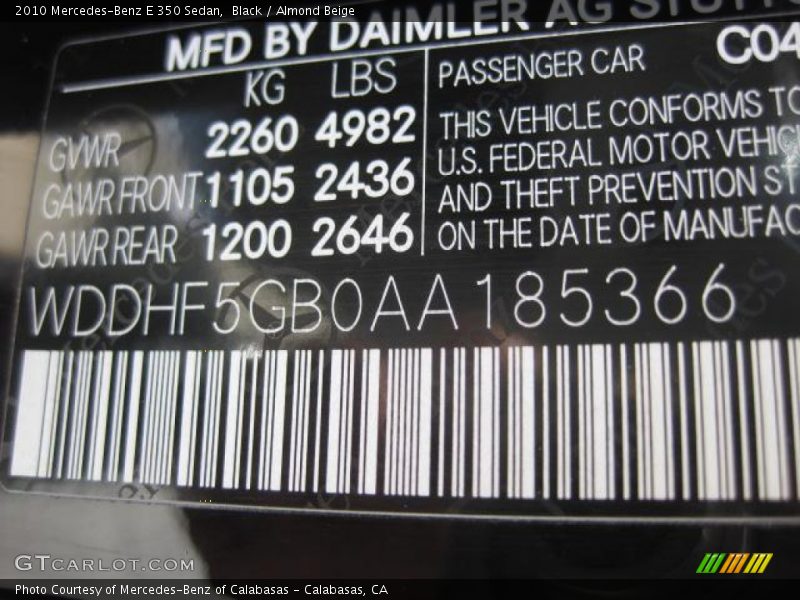 2010 Mercedes-Benz E 350 Sedan,  Black / Almond Beige
MFD BY DAIMLER AG STUTT
KG LBS
GVWR 2260 4982
GAWR FRONT 1105 2436
GAWR REAR 1200 2646
PASSENGER CAR C04
THIS VEHICLE CONFORMS TO
U.S. FEDERAL MOTOR VEHIC
AND THEFT PREVENTION ST
ON THE DATE OF MANUFAC
WDDHF5GB0AA185366
GTCARLOT.COM
Photo Courtesy of Mercedes-Benz of Calabasas - Calabasas, CA